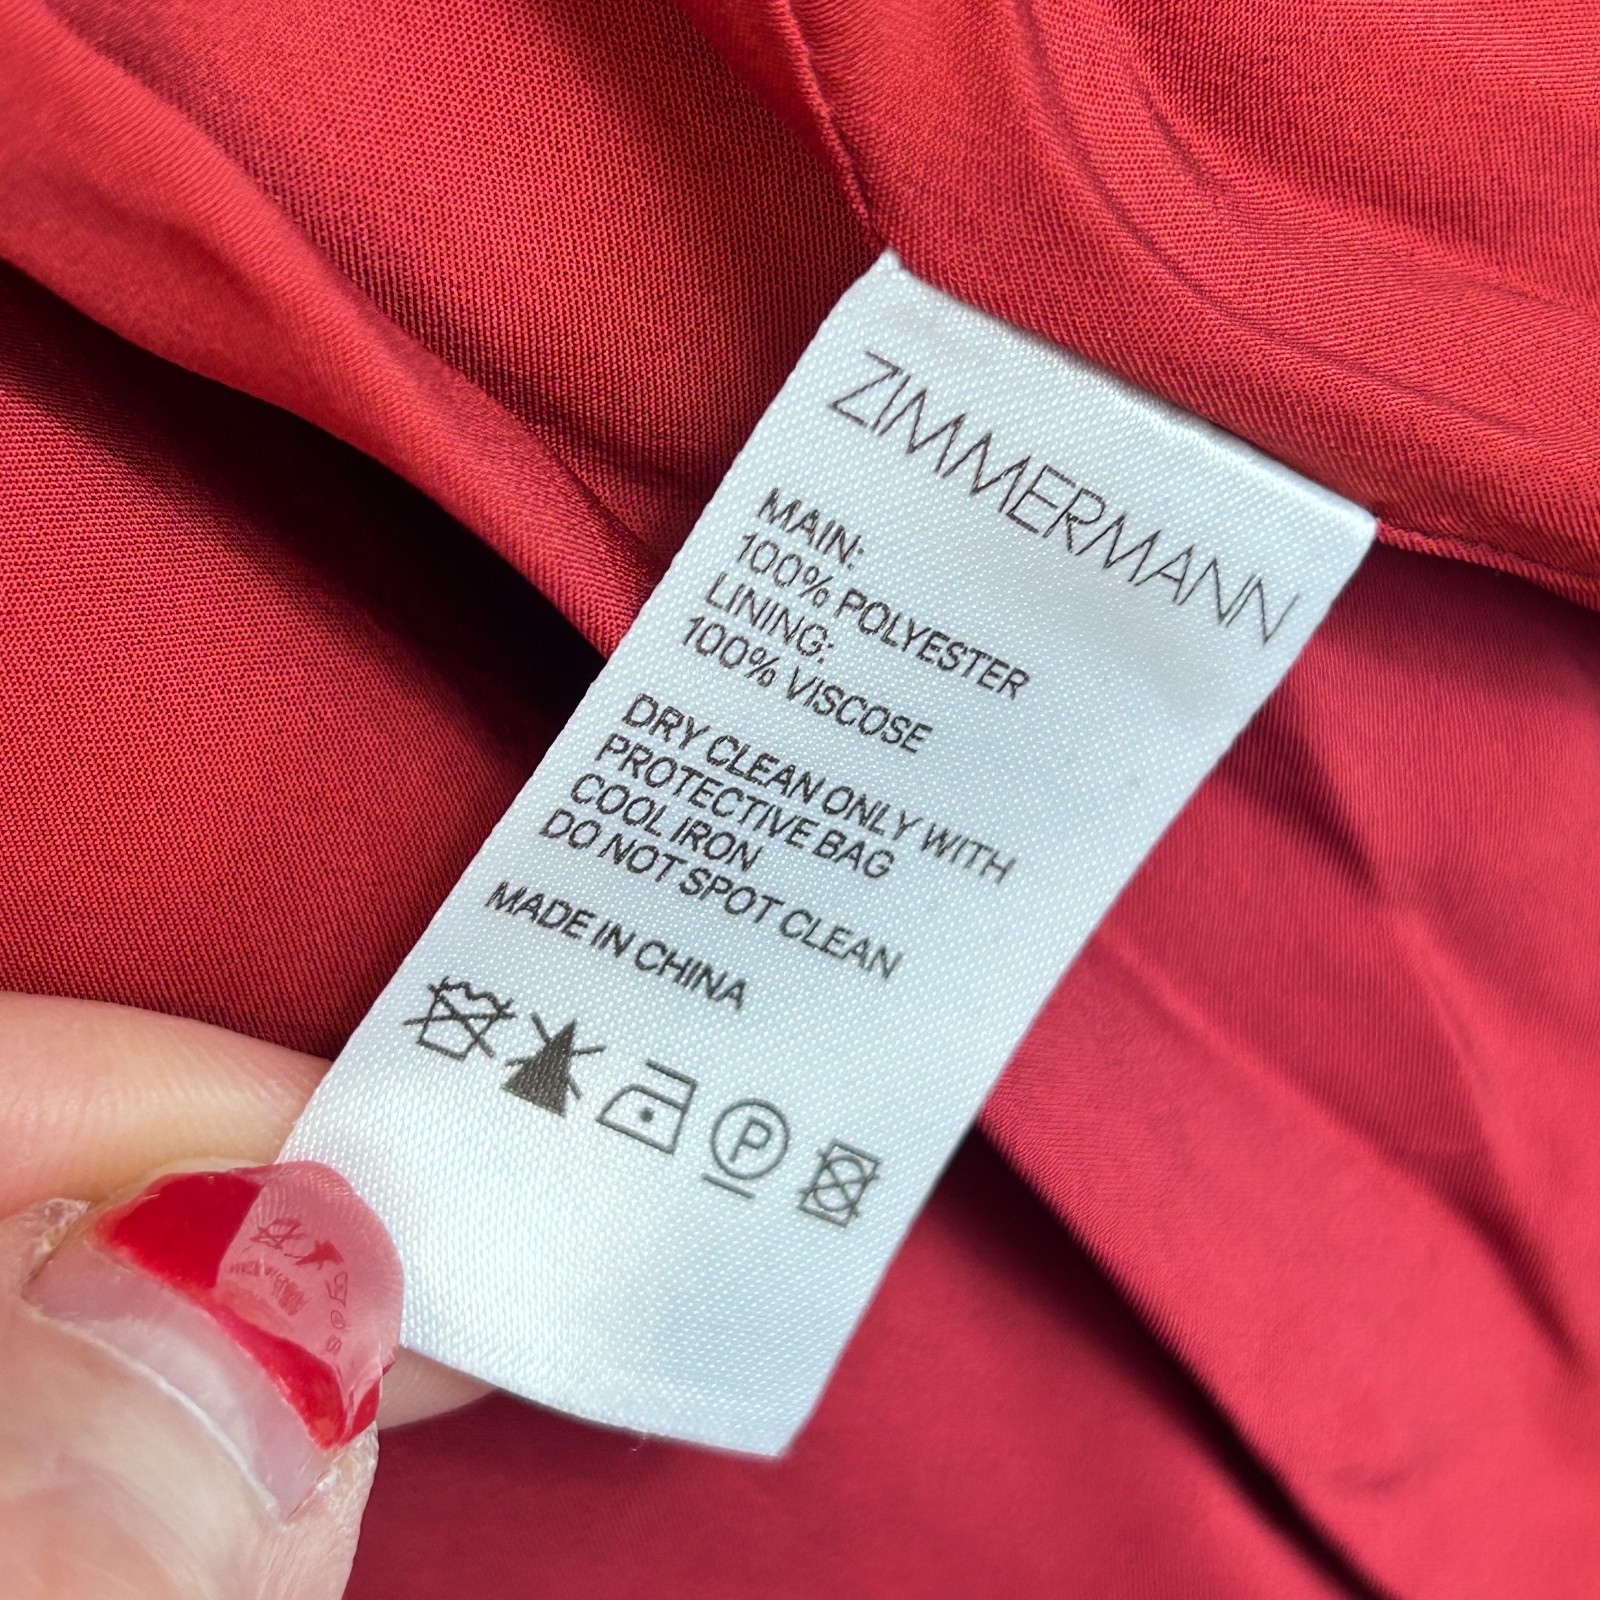 ZIMMERMANN
MAIN:
100% POLYESTER
LINING:
100% VISCOSE
DRY CLEAN ONLY WITH
PROTECTIVE BAG
COOL IRON
DO NOT SPOT CLEAN
MADE IN CHINA
P